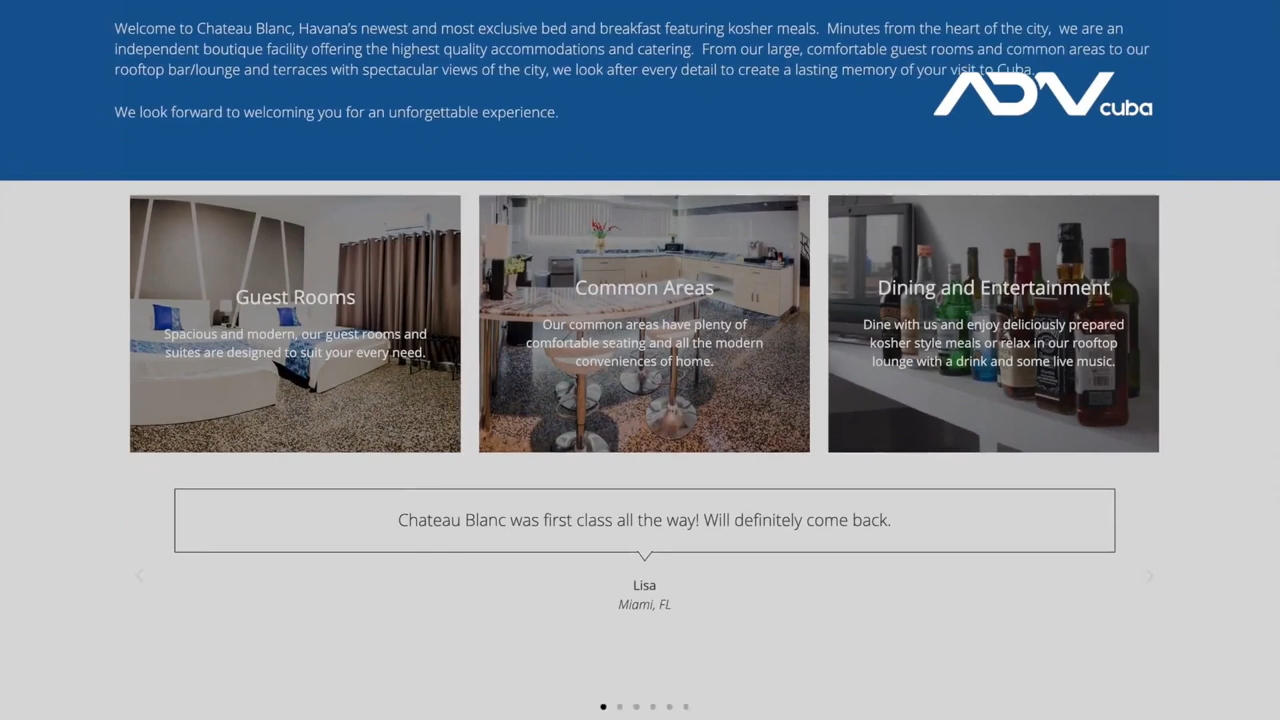 Welcome to Chateau Blanc, Havana’s newest and most exclusive bed and breakfast featuring kosher meals. Minutes from the heart of the city, we are an
independent boutique facility offering the highest quality accommodations and catering. From our large, comfortable guest rooms and common areas to our
rooftop bar/lounge and terraces with spectacular views of the city, we look after every detail to create a lasting memory of your visit to Cuba.
We look forward to welcoming you for an unforgettable experience.
ADN cuba
Guest Rooms
Spacious and modern, our guest rooms and
suites are designed to suit your every need.
Common Areas
Our common areas have plenty of
comfortable seating and all the modern
conveniences of home.
Dining and Entertainment
Dine with us and enjoy deliciously prepared
kosher style meals or relax in our rooftop
lounge with a drink and some live music.
Chateau Blanc was first class all the way! Will definitely come back.
Lisa
Miami, FL